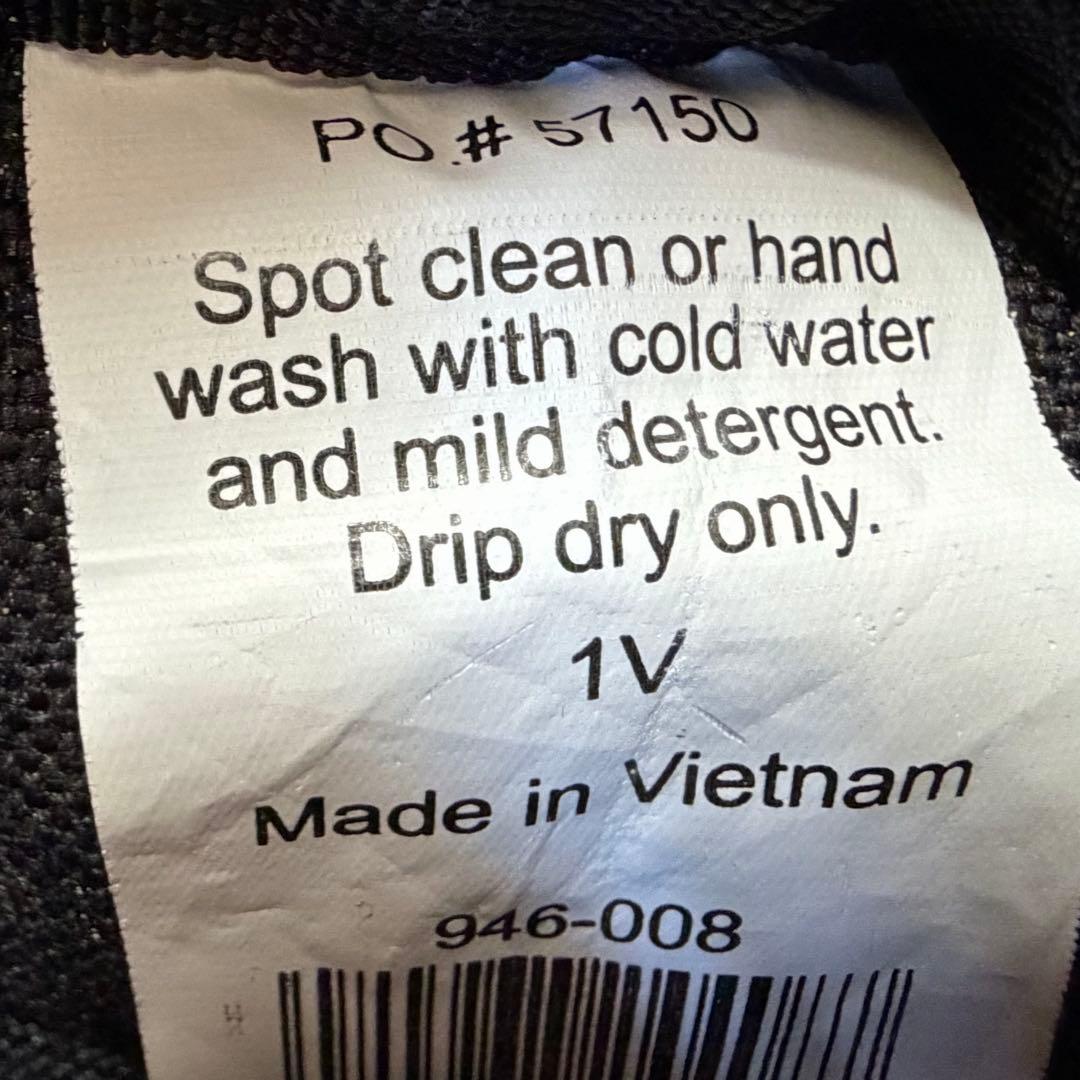 PO.# 57150
Spot clean or hand
wash with cold water
and mild detergent.
Drip dry only.
1V
Made in Vietnam
946-008